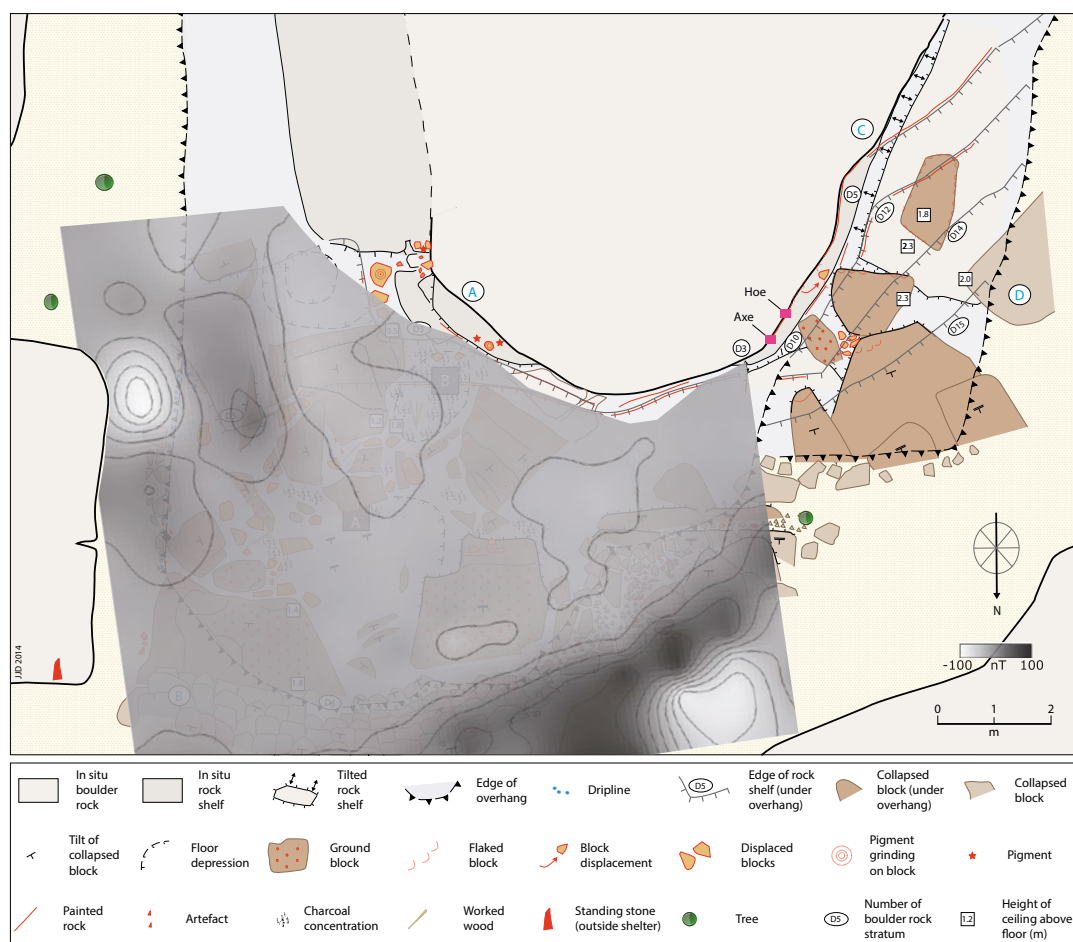 C
D5
D12
1.8
D14
2.3
A
2.0
D
Hoe
2.3
D15
Axe
D3
D10
B
A
1.4
N
JJD 2014
-100 nT 100
B
1.8
D6
0 1 2
m
In situ
boulder
rock
In situ
rock
shelf
Tilted
rock
shelf
Edge of
overhang
Dripline
D5
Edge of rock
shelf (under
overhang)
Collapsed
block (under
overhang)
Collapsed
block
Tilt of
collapsed
block
Floor
depression
Ground
block
Flaked
block
Block
displacement
Displaced
blocks
Pigment
grinding
on block
Pigment
Painted
rock
Artefact
Charcoal
concentration
Worked
wood
Standing stone
(outside shelter)
Tree
D5
Number of
boulder rock
stratum
1.2
Height of
ceiling above
floor (m)